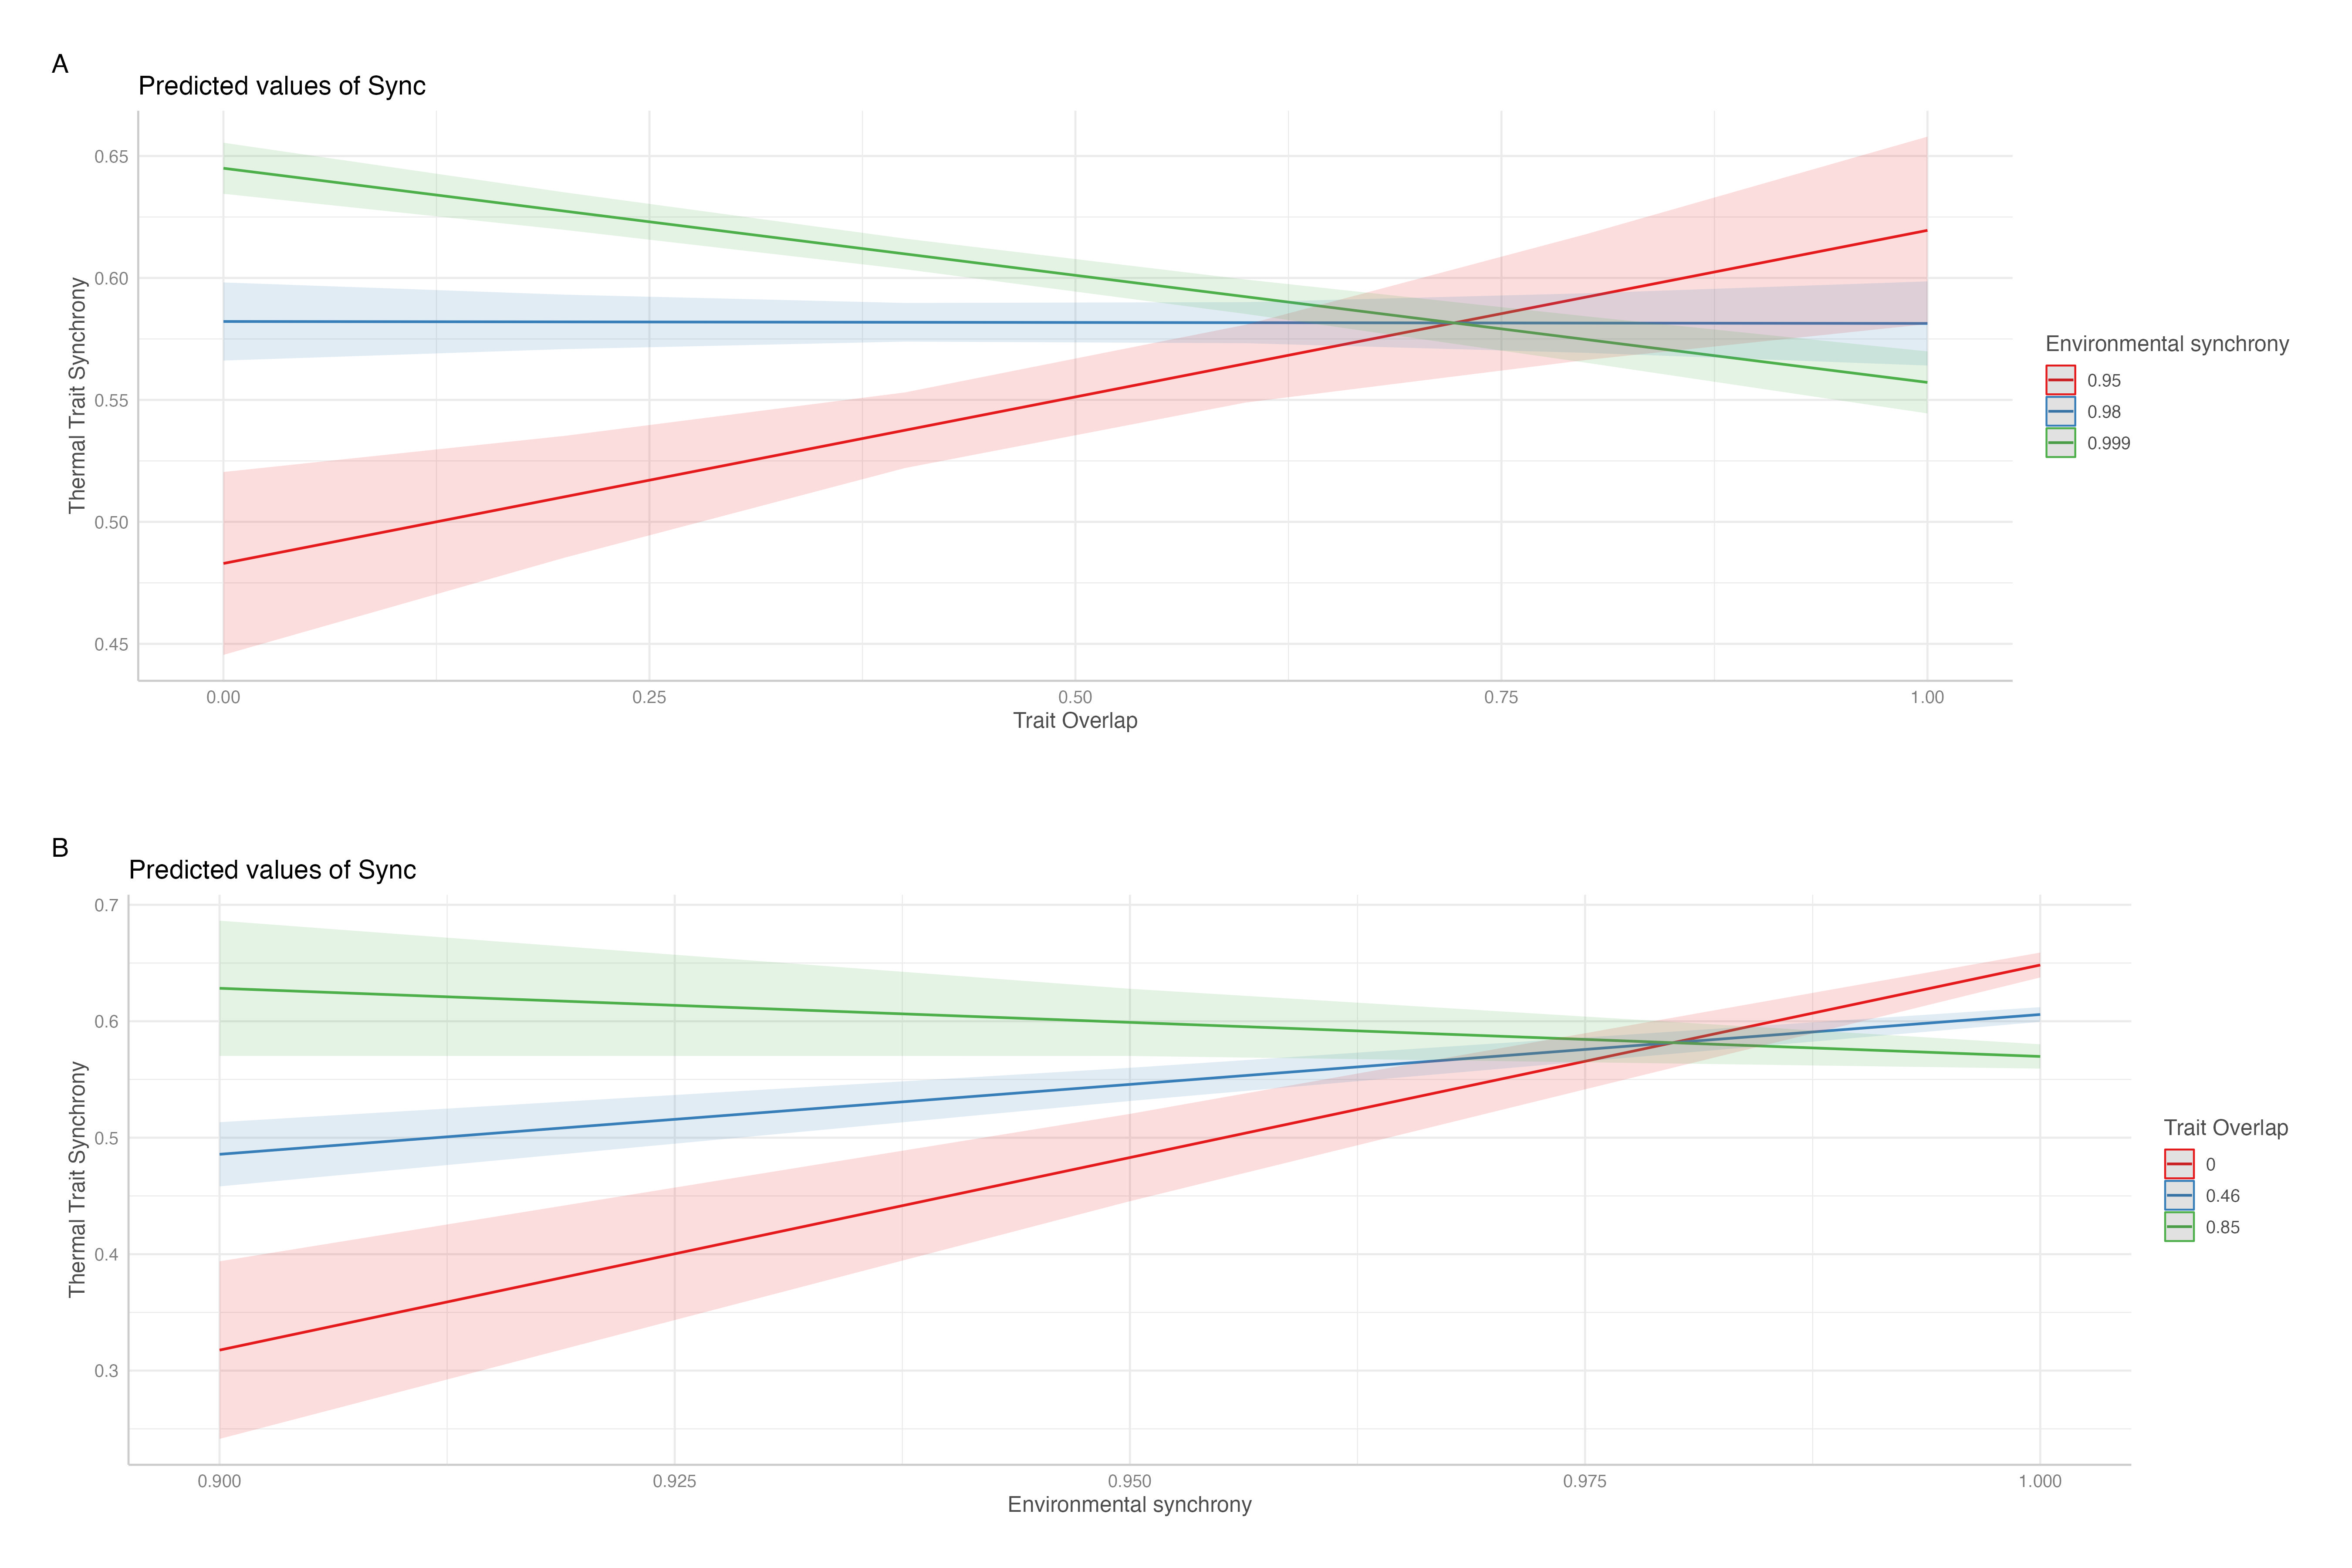 A
Predicted values of Sync
Thermal Trait Synchrony
0.65
0.60
0.55
0.50
0.45
0.00 0.25 0.50 0.75 1.00
Trait Overlap
Environmental synchrony
0.95
0.98
0.999
B
Predicted values of Sync
Thermal Trait Synchrony
0.7
0.6
0.5
0.4
0.3
0.900 0.925 0.950 0.975 1.000
Environmental synchrony
Trait Overlap
0
0.46
0.85